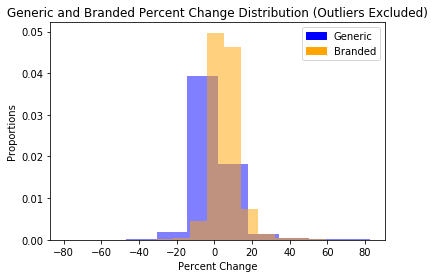 Generic and Branded Percent Change Distribution (Outliers Excluded)
Generic
Branded
Proportions
0.05
0.04
0.03
0.02
0.01
0.00
−80 −60 −40 −20 0 20 40 60 80
Percent Change